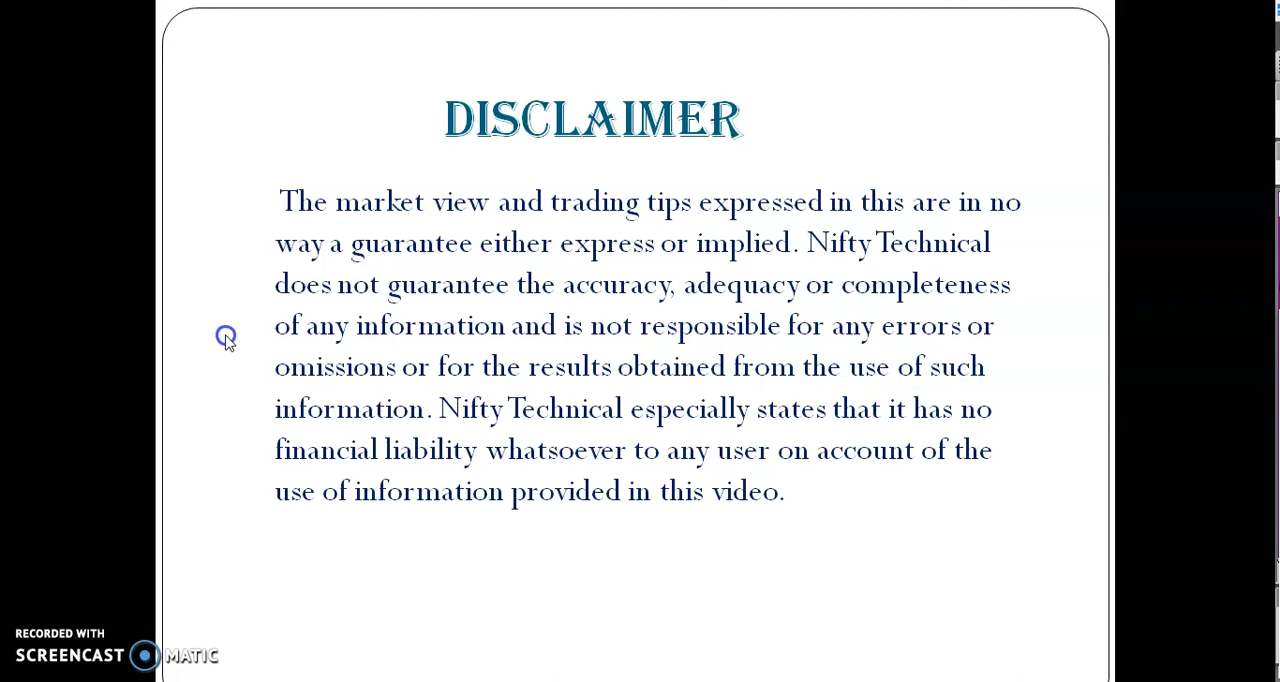 DISCLAIMER
The market view and trading tips expressed in this are in no
way a guarantee either express or implied. Nifty Technical
does not guarantee the accuracy, adequacy or completeness
of any information and is not responsible for any errors or
omissions or for the results obtained from the use of such
information. Nifty Technical especially states that it has no
financial liability whatsoever to any user on account of the
use of information provided in this video.
RECORDED WITH
SCREENCAST MATIC